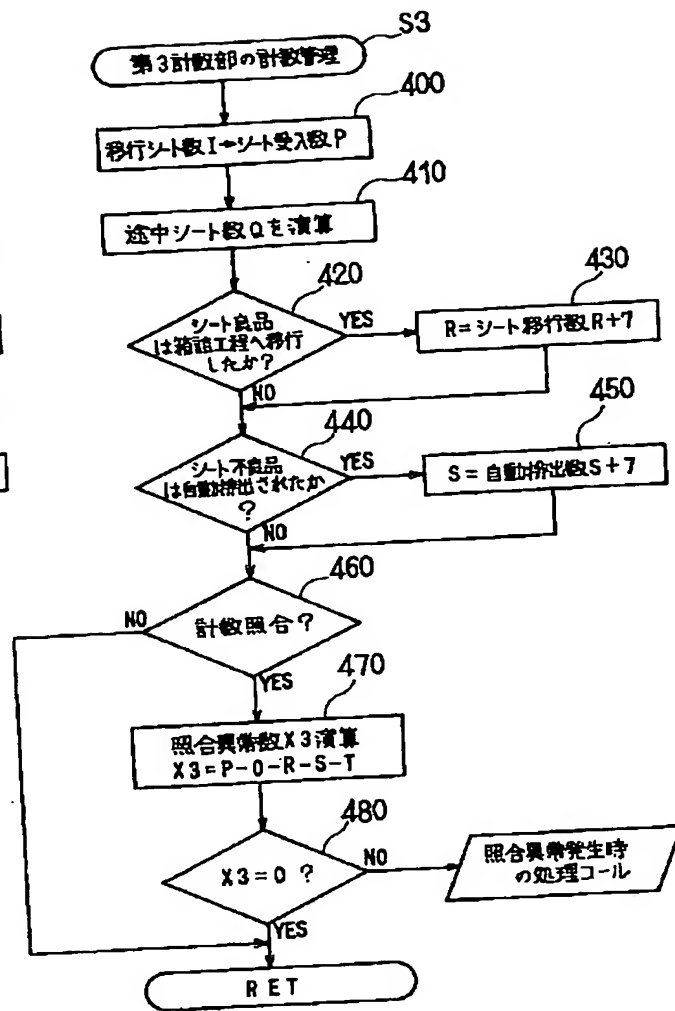 S3
第3計数部の計数管理
400
移行シート数I→シート受入数P
410
途中シート数Qを演算
420
シート良品
は箱詰工程へ移行
したか?
YES
NO
430
R=シート移行数R+7
440
シート不良品
は自動排出されたか
?
YES
NO
450
S=自動排出数S+7
460
計数照合?
NO
YES
470
照合異常数X3演算
X3=P-Q-R-S-T
480
X3=0 ?
NO
YES
照合異常発生時
の処理コール
RET